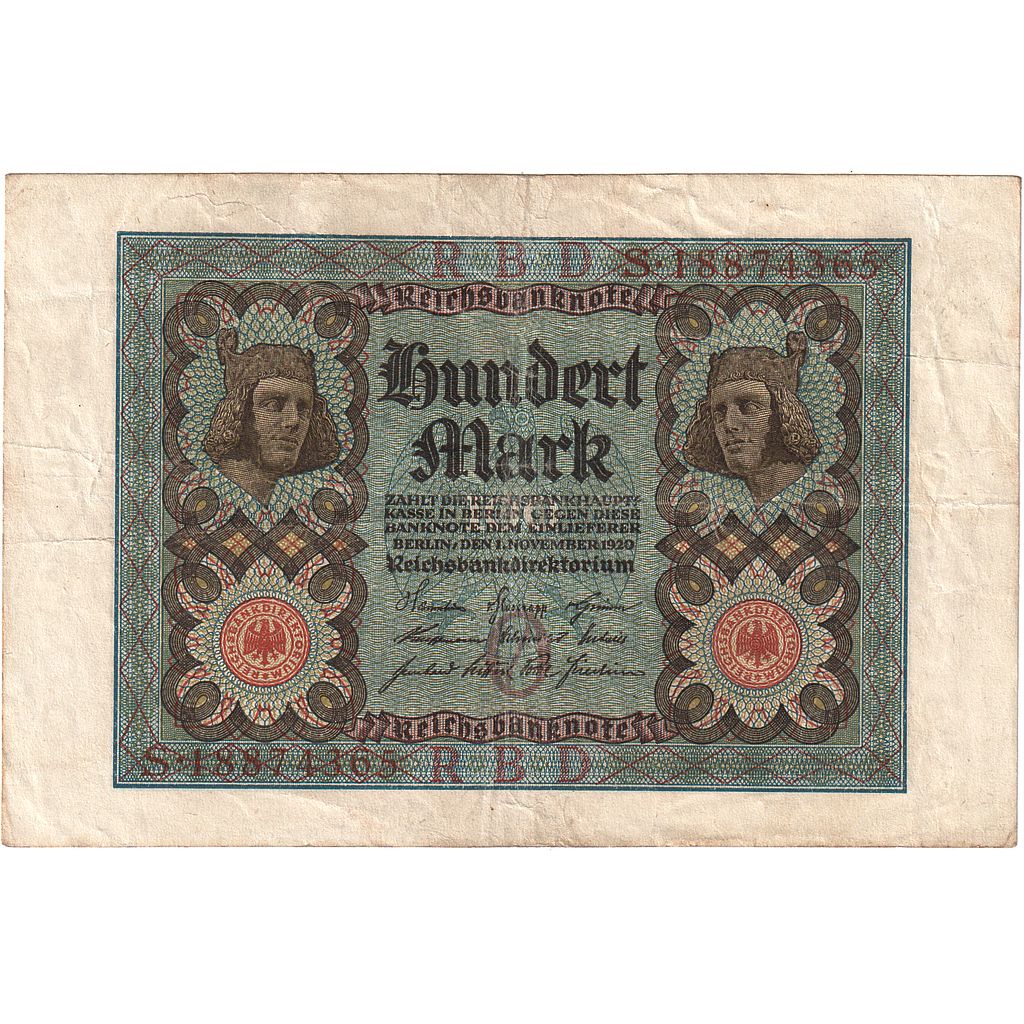 R B D S·18874365
Reichsbanknote
Hundert
Mark
ZAHLT DIE REICHSBANKHAUPT=
KASSE IN BERLIN GEGEN DIESE
BANKNOTE DEM EINLIEFERER
BERLIN, DEN 1. NOVEMBER 1920
Reichsbankdirektorium
Reichsbanknote
S·18874365 R B D